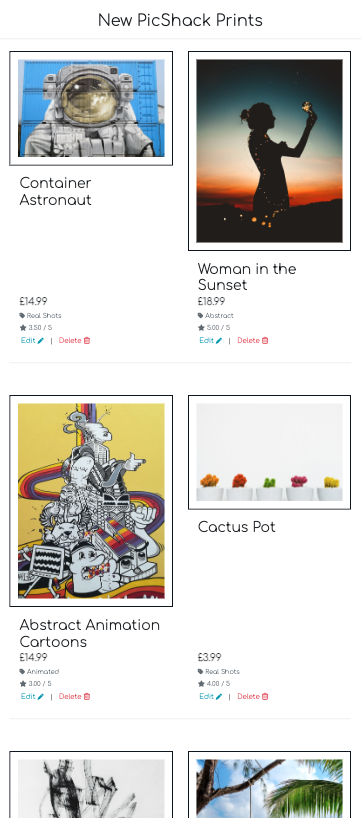 New PicShack Prints
Container
Astronaut
£14.99
Real Shots
3.50 / 5
Edit | Delete
Woman in the
Sunset
£18.99
Abstract
5.00 / 5
Edit | Delete
Abstract Animation
Cartoons
£14.99
Animated
3.00 / 5
Edit | Delete
Cactus Pot
£3.99
Real Shots
4.00 / 5
Edit | Delete